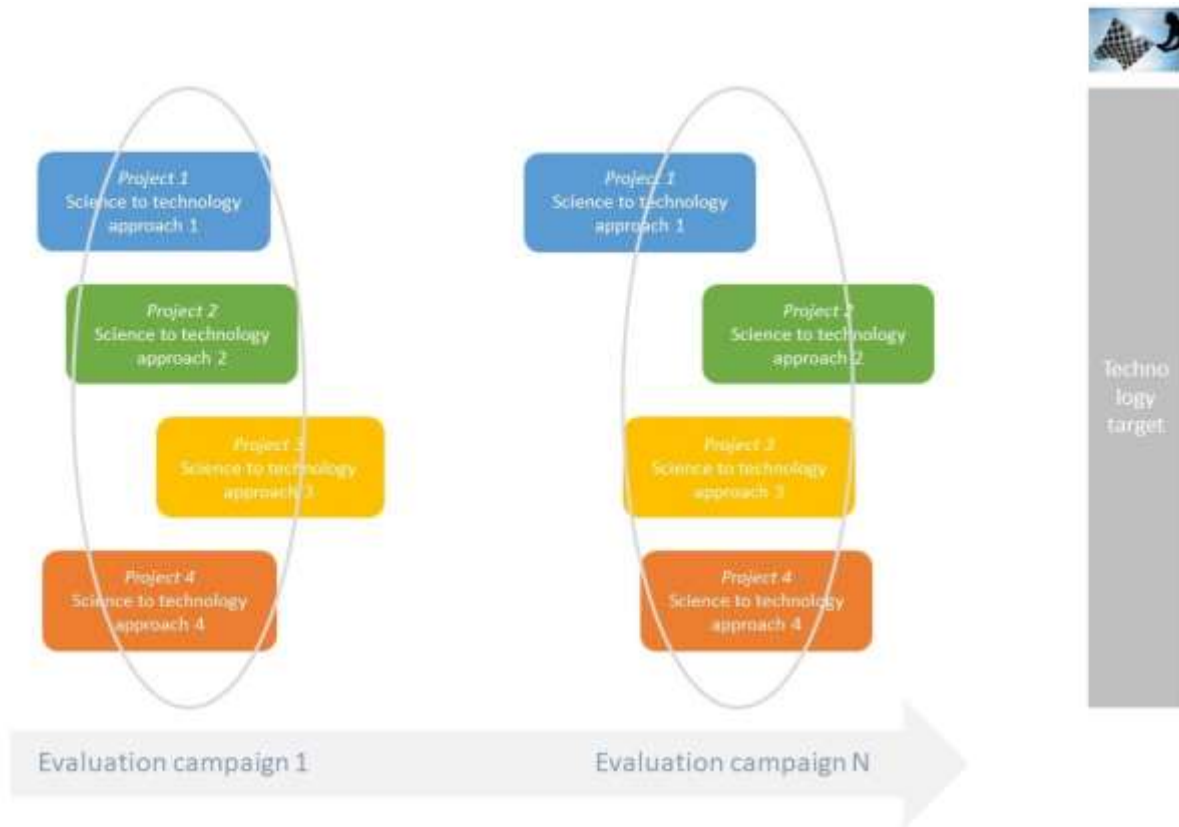 Project 1
Science to technology
approach 1
Project 2
Science to technology
approach 2
Project 3
Science to technology
approach 3
Project 4
Science to technology
approach 4
Project 1
Science to technology
approach 1
Project 2
Science to technology
approach 2
Project 3
Science to technology
approach 3
Project 4
Science to technology
approach 4
Techno
logy
target
Evaluation campaign 1
Evaluation campaign N